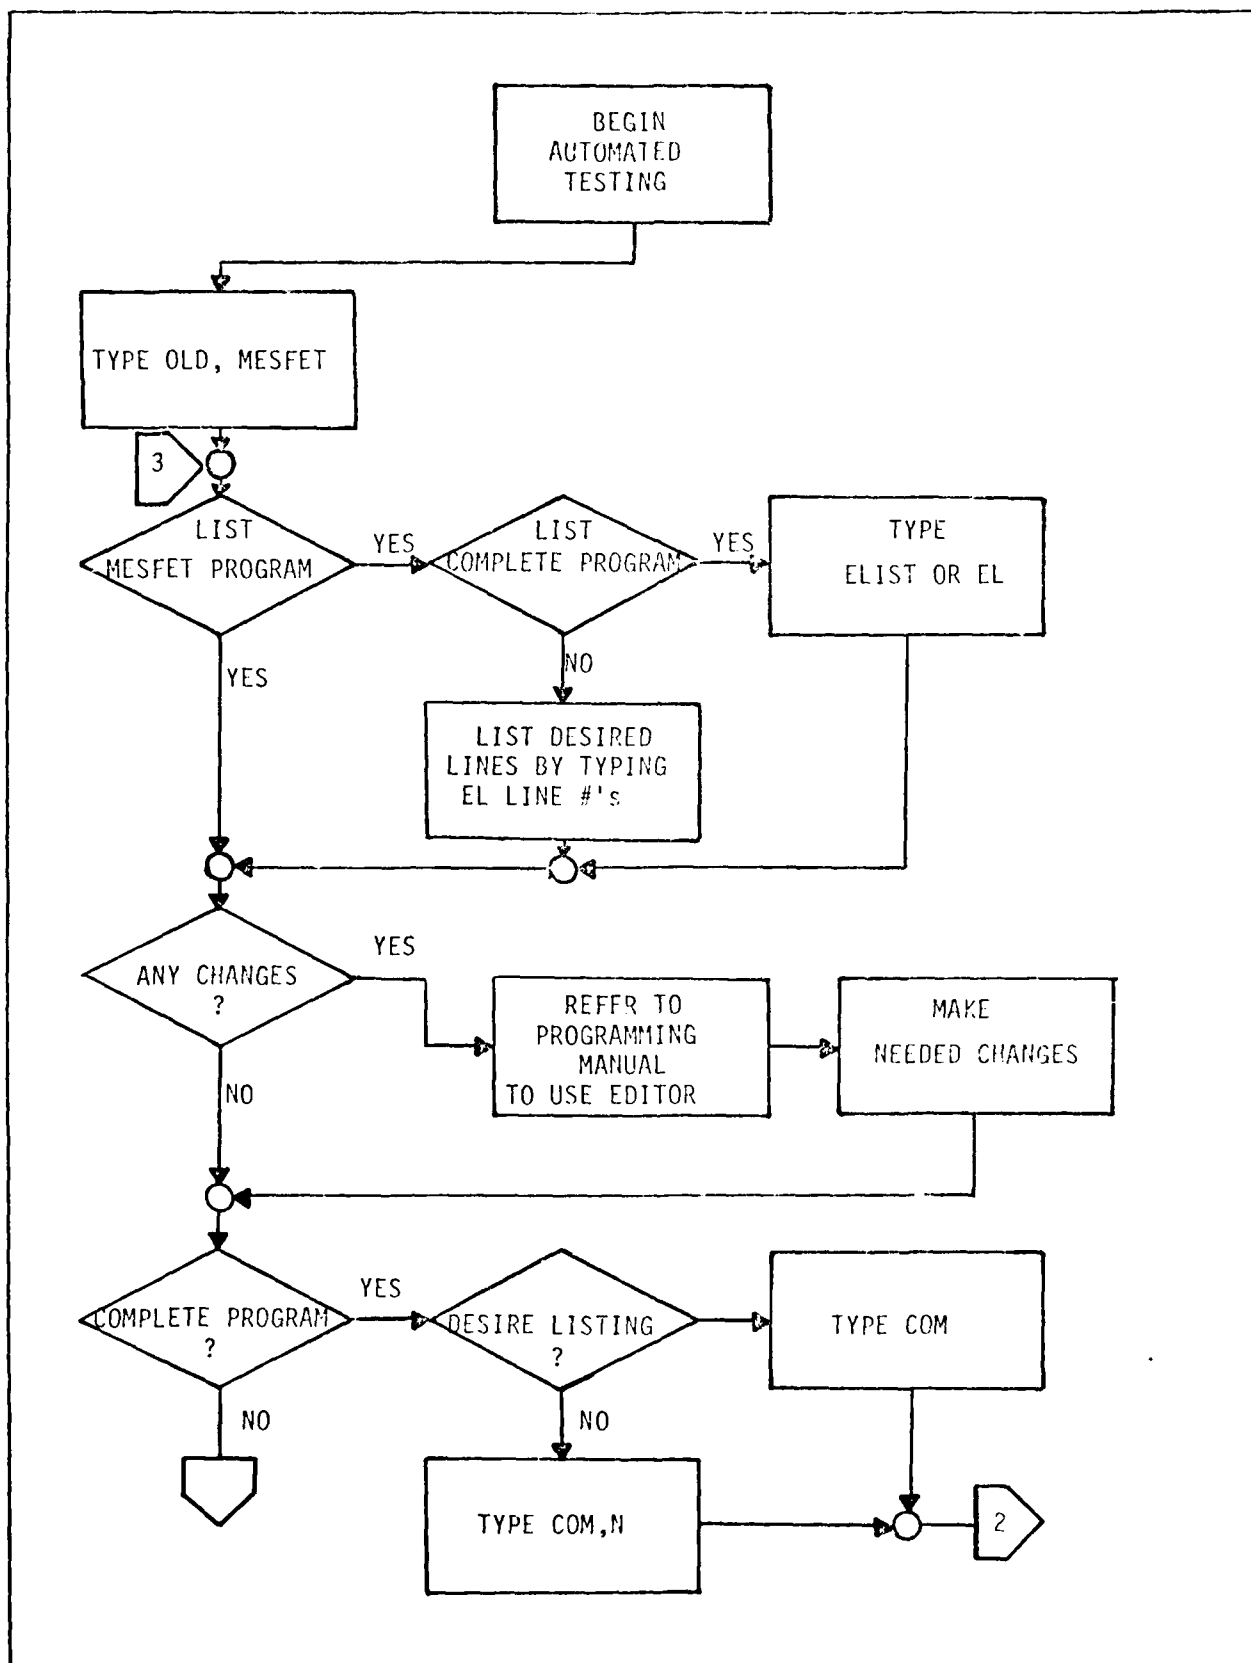 BEGIN
AUTOMATED
TESTING
TYPE OLD, MESFET
3
LIST
MESFET PROGRAM
YES
LIST
COMPLETE PROGRAM
YES
TYPE
ELIST OR EL
YES
NO
LIST DESIRED
LINES BY TYPING
EL LINE #'s
ANY CHANGES
?
YES
REFFR TO
PROGRAMMING
MANUAL
TO USE EDITOR
MAKE
NEEDED CHANGES
NO
COMPLETE PROGRAM
?
YES
DESIRE LISTING
?
TYPE COM
NO
NO
TYPE COM,N
2